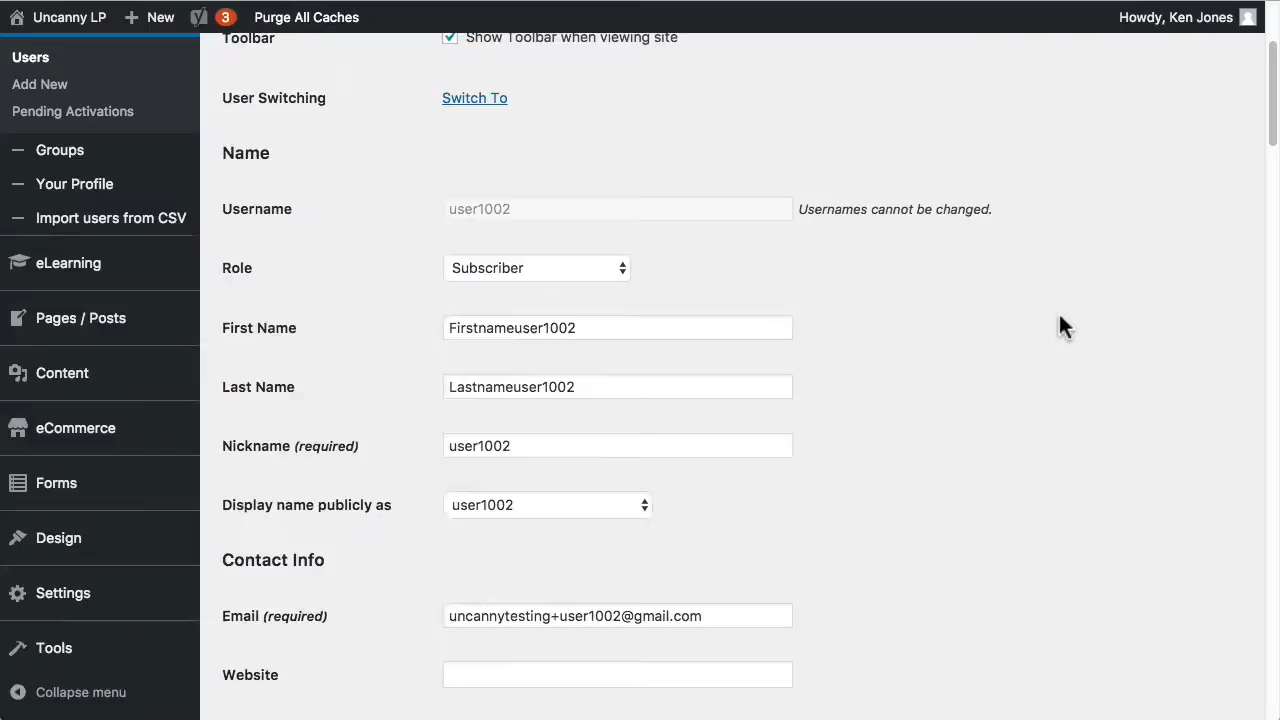 Uncanny LP
New
3
Purge All Caches
Howdy, Ken Jones
Users
Add New
Pending Activations
Groups
Your Profile
Import users from CSV
eLearning
Pages / Posts
Content
eCommerce
Forms
Design
Settings
Tools
Collapse menu
Toolbar
Show Toolbar when viewing site
User Switching
Switch To
Name
Username
user1002
Usernames cannot be changed.
Role
Subscriber
First Name
Firstnameuser1002
Last Name
Lastnameuser1002
Nickname (required)
user1002
Display name publicly as
user1002
Contact Info
Email (required)
uncannytesting+user1002@gmail.com
Website